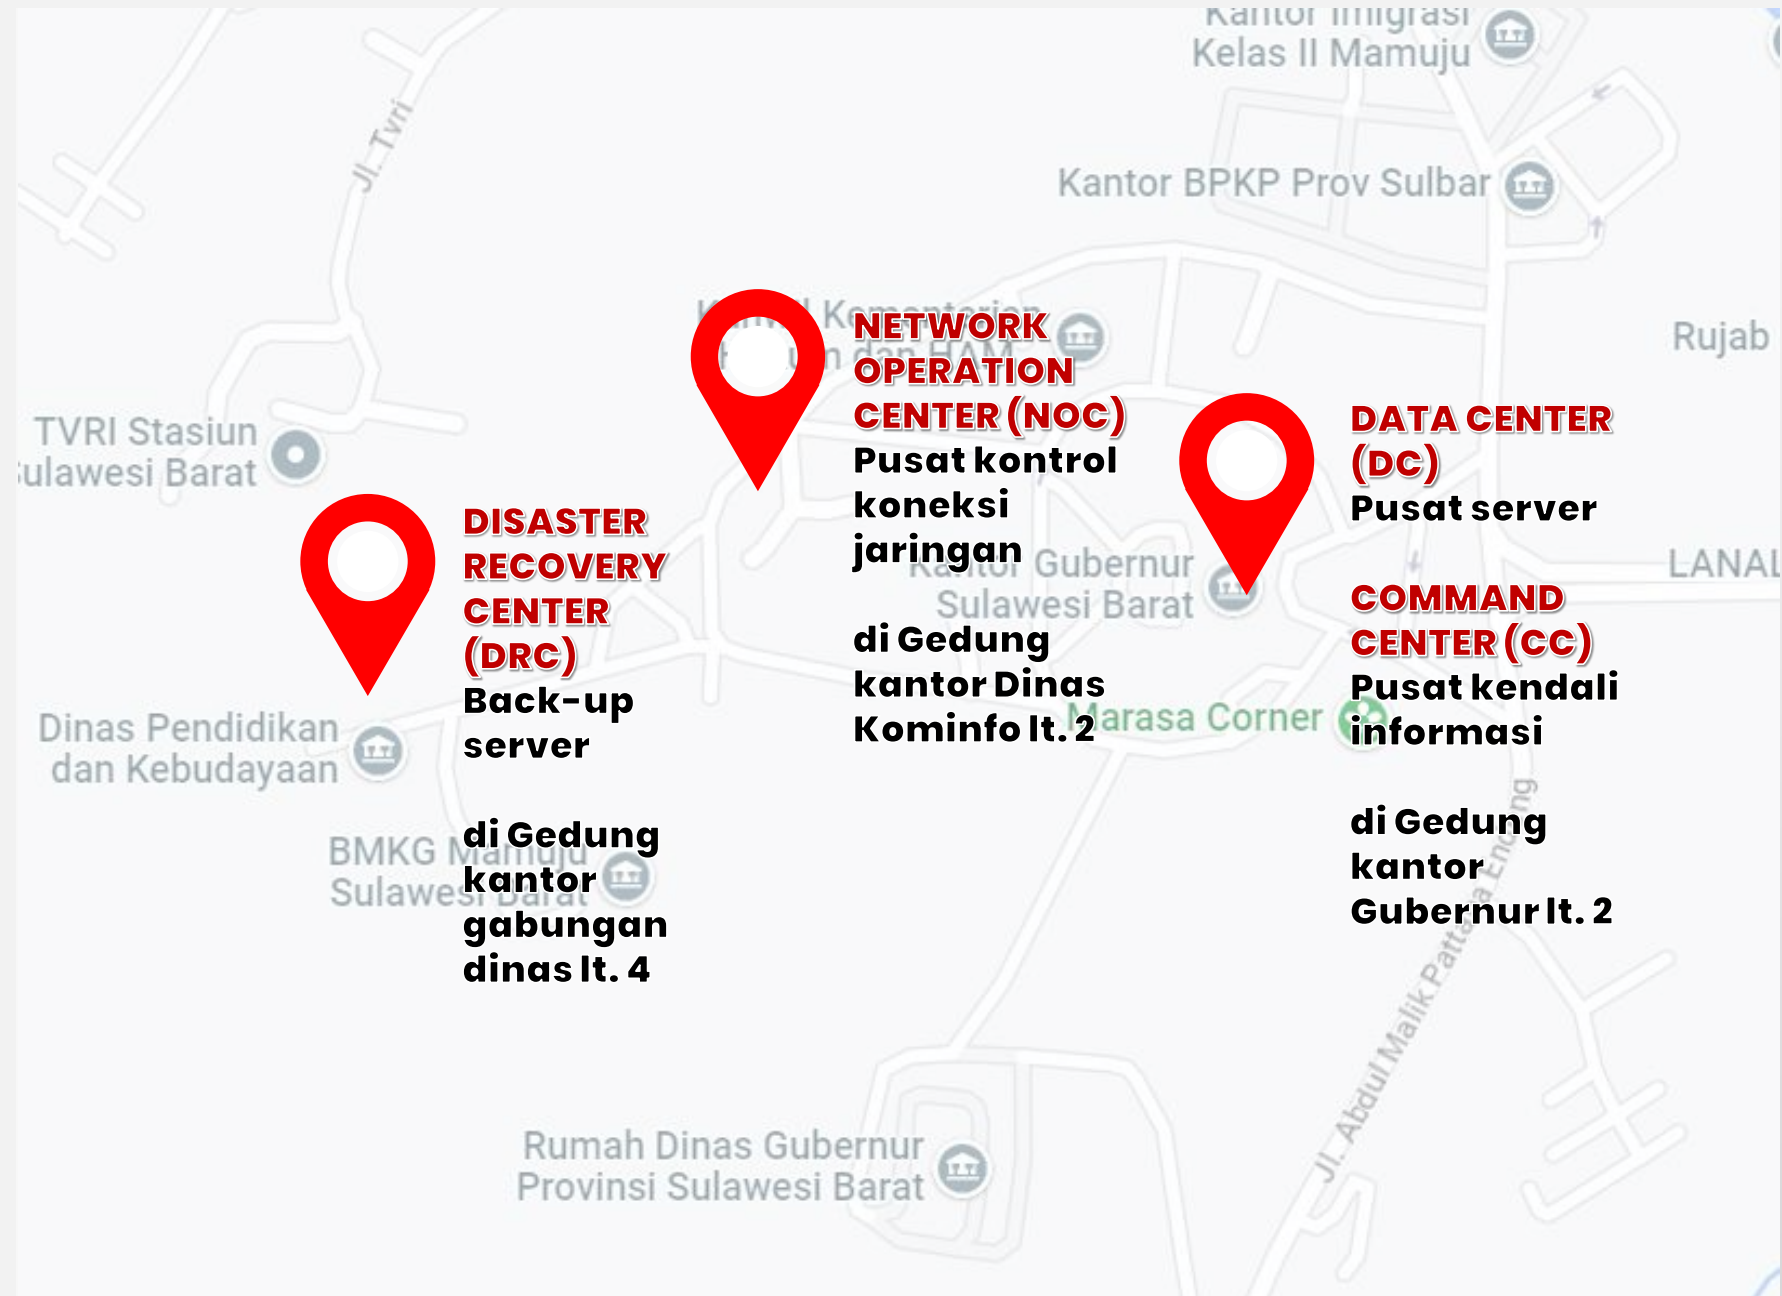 Kantor Imigrasi
Kelas II Mamuju
Jl. Tvri
Kantor BPKP Prov Sulbar
Rujab
TVRI Stasiun
Sulawesi Barat
NETWORK
OPERATION
CENTER (NOC)
Pusat kontrol
koneksi
jaringan
di Gedung
kantor Dinas
Kominfo lt. 2
Kementerian
dan HAM
DATA CENTER
(DC)
Pusat server
COMMAND
CENTER (CC)
Pusat kendali
informasi
di Gedung
kantor
Gubernur lt. 2
DISASTER
RECOVERY
CENTER
(DRC)
Back-up
server
di Gedung
kantor
gabungan
dinas lt. 4
Kantor Gubernur
Sulawesi Barat
LANAL
Marasa Corner
Dinas Pendidikan
dan Kebudayaan
BMKG Mamuju
Sulawesi Barat
Jl. Abdul Malik Pattana Endeng
Rumah Dinas Gubernur
Provinsi Sulawesi Barat